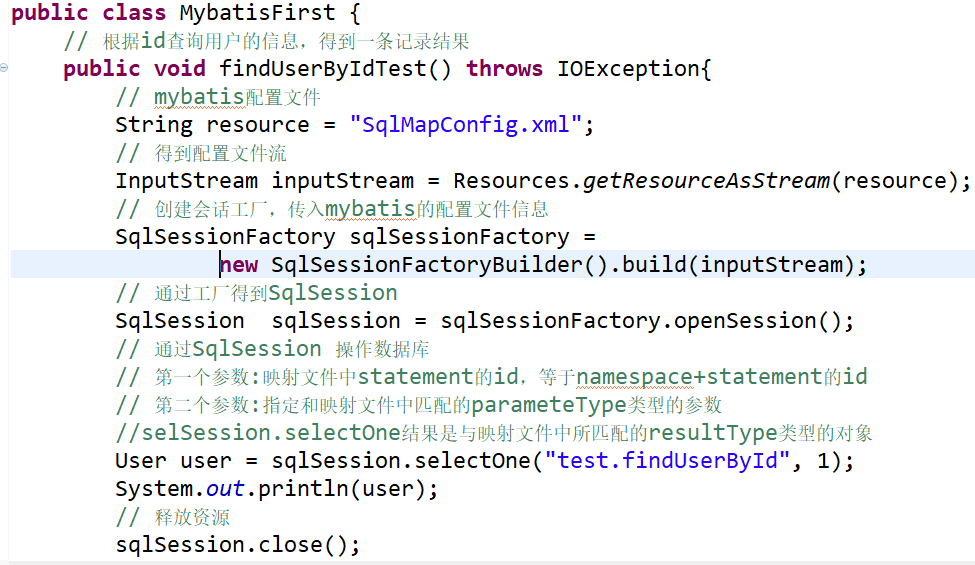 public class MybatisFirst {
// 根据id查询用户的信息，得到一条记录结果
public void findUserByIdTest() throws IOException{
// mybatis配置文件
String resource = "SqlMapConfig.xml";
// 得到配置文件流
InputStream inputStream = Resources.getResourceAsStream(resource);
// 创建会话工厂，传入mybatis的配置文件信息
SqlSessionFactory sqlSessionFactory =
new SqlSessionFactoryBuilder().build(inputStream);
// 通过工厂得到SqlSession
SqlSession  sqlSession = sqlSessionFactory.openSession();
// 通过SqlSession 操作数据库
// 第一个参数:映射文件中statement的id，等于namespace+statement的id
// 第二个参数:指定和映射文件中匹配的parameteType类型的参数
//selSession.selectOne结果是与映射文件中所匹配的resultType类型的对象
User user = sqlSession.selectOne("test.findUserById", 1);
System.out.println(user);
// 释放资源
sqlSession.close();